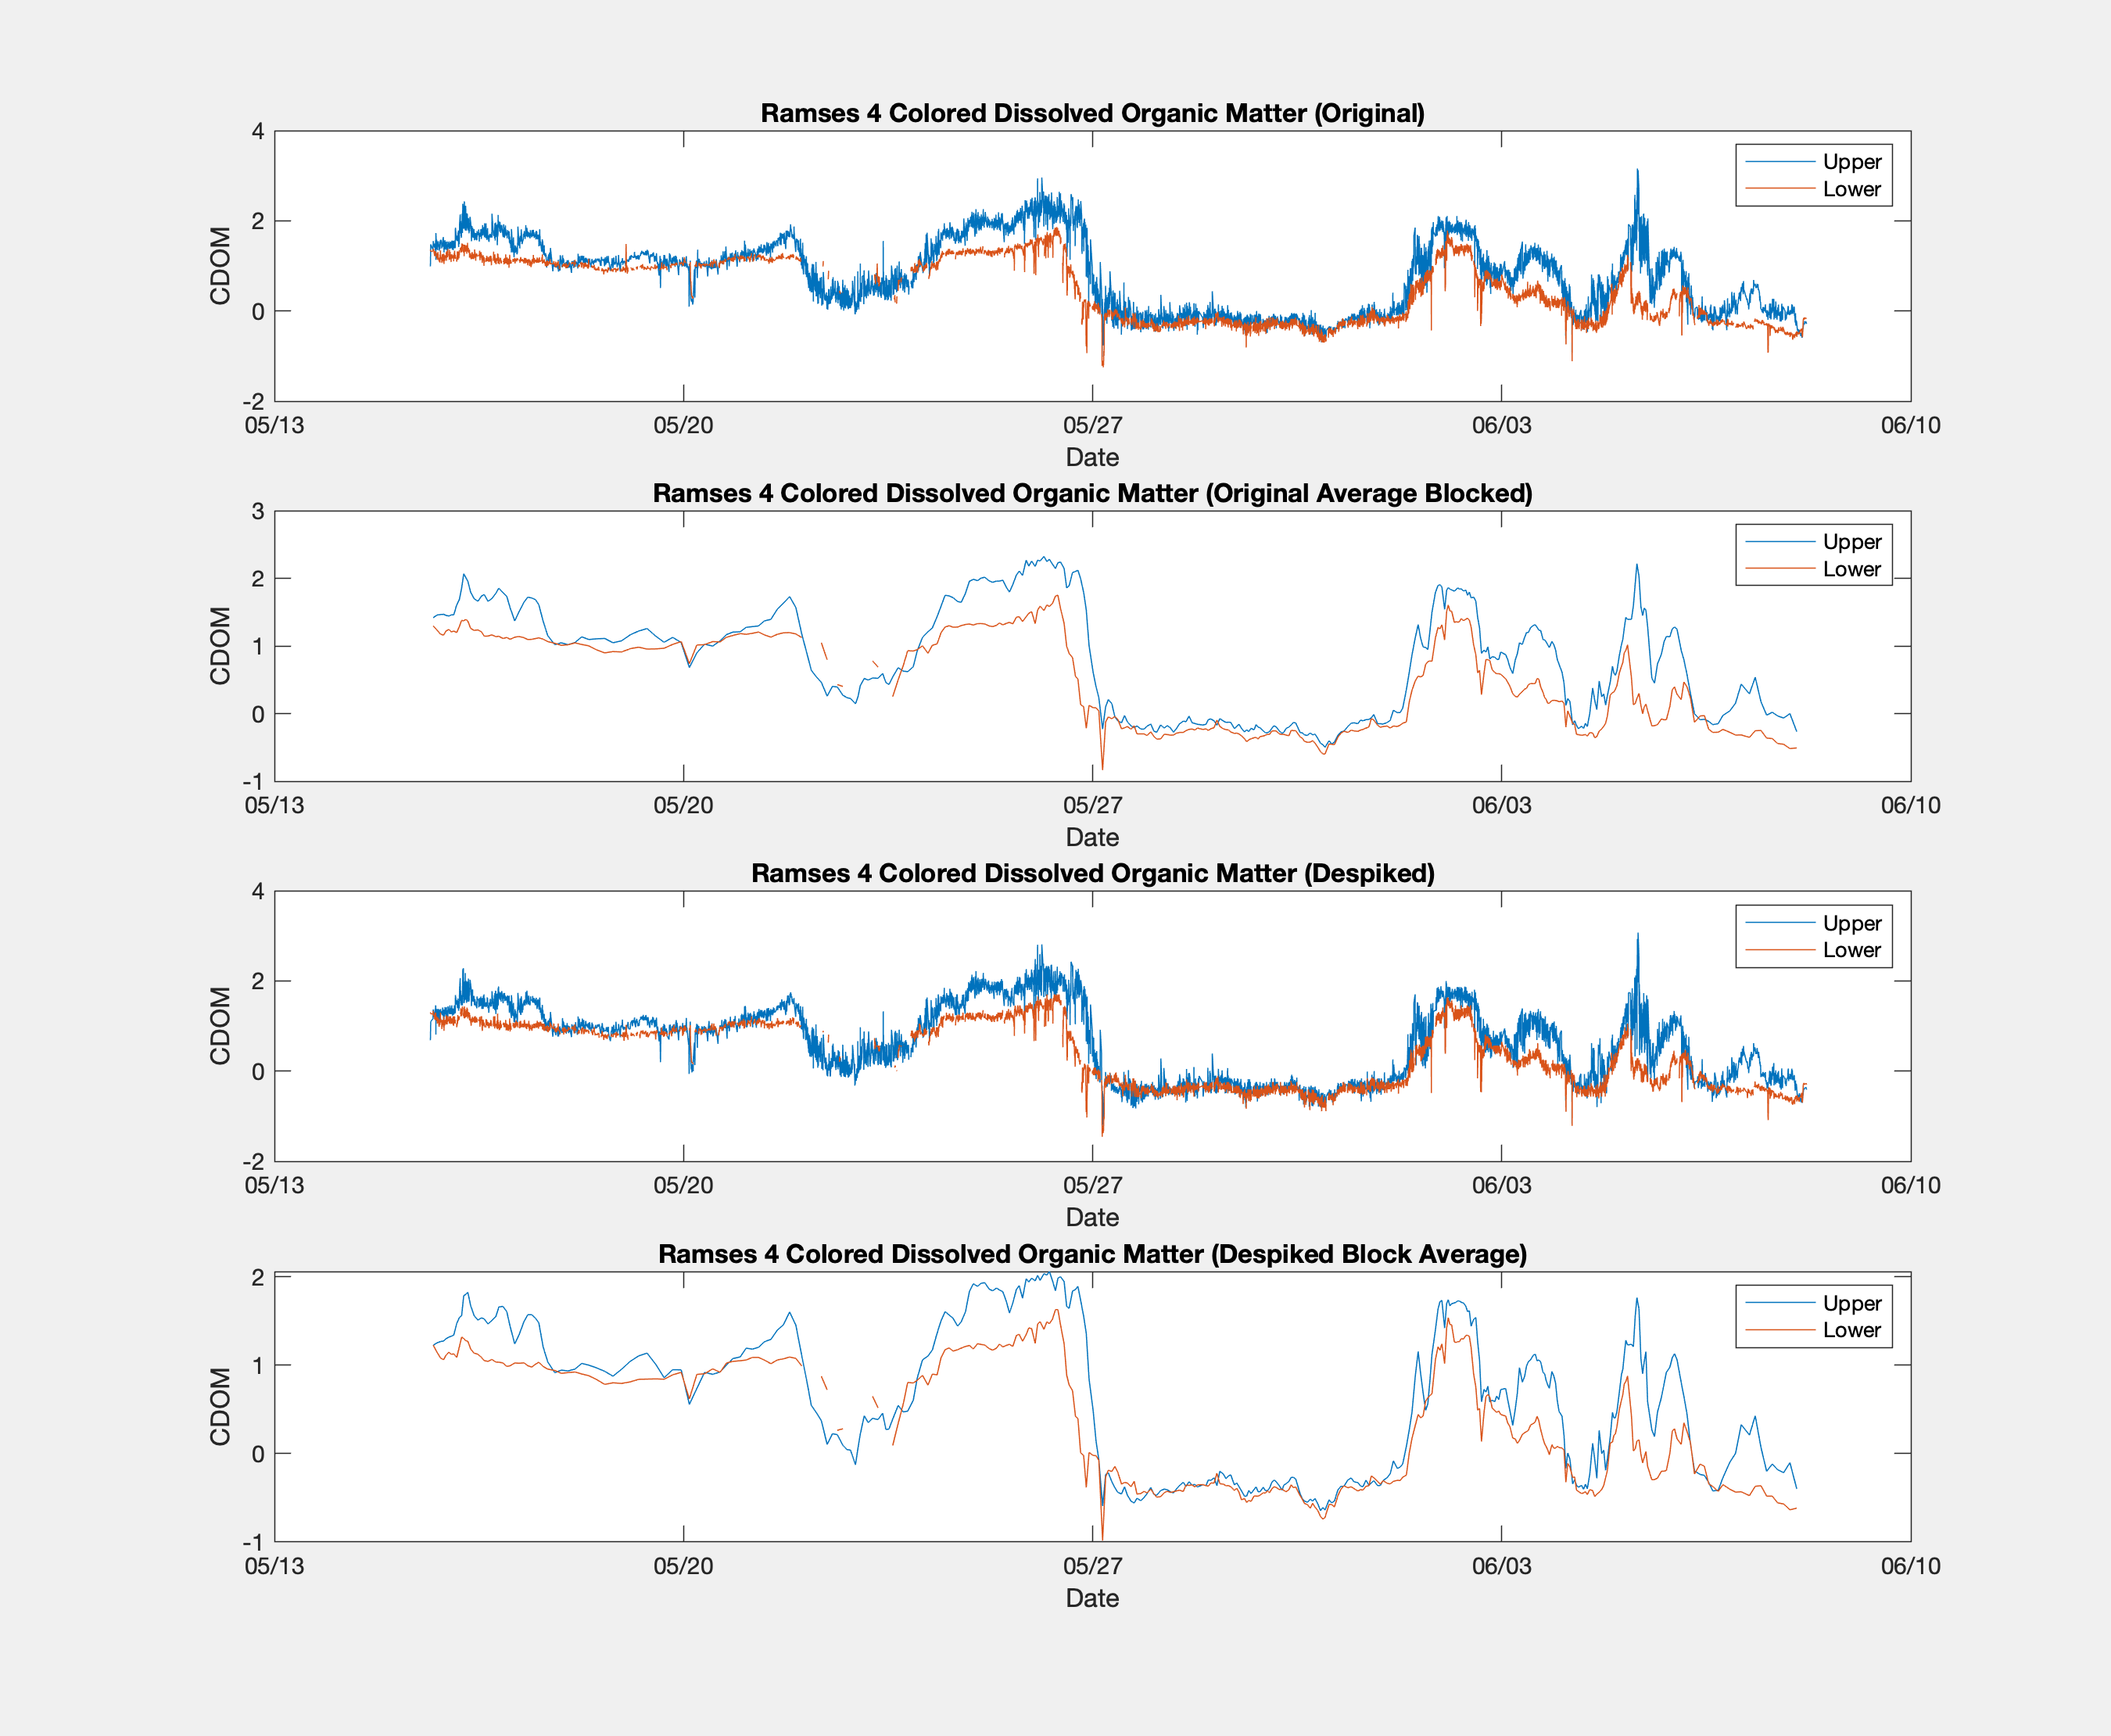 Ramses 4 Colored Dissolved Organic Matter (Original)
4
2
0
-2
CDOM
Upper
Lower
05/13 05/20 05/27 06/03 06/10
Date
Ramses 4 Colored Dissolved Organic Matter (Original Average Blocked)
3
2
1
0
-1
CDOM
Upper
Lower
05/13 05/20 05/27 06/03 06/10
Date
Ramses 4 Colored Dissolved Organic Matter (Despiked)
4
2
0
-2
CDOM
Upper
Lower
05/13 05/20 05/27 06/03 06/10
Date
Ramses 4 Colored Dissolved Organic Matter (Despiked Block Average)
2
1
0
-1
CDOM
Upper
Lower
05/13 05/20 05/27 06/03 06/10
Date